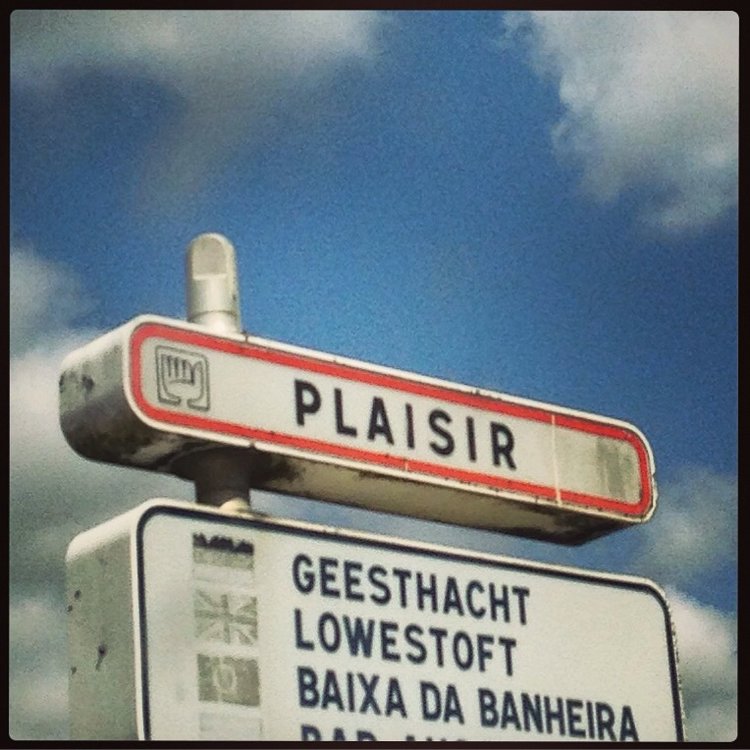 PLAISIR
GEESTHACHT
LOWESTOFT
BAIXA DA BANHEIRA